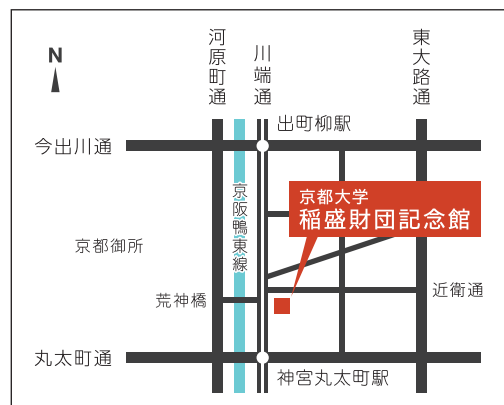 N
河原町通
川端通
東大路通
出町柳駅
今出川通
京都大学
稲盛財団記念館
京阪鴨東線
京都御所
荒神橋
近衛通
丸太町通
神宮丸太町駅